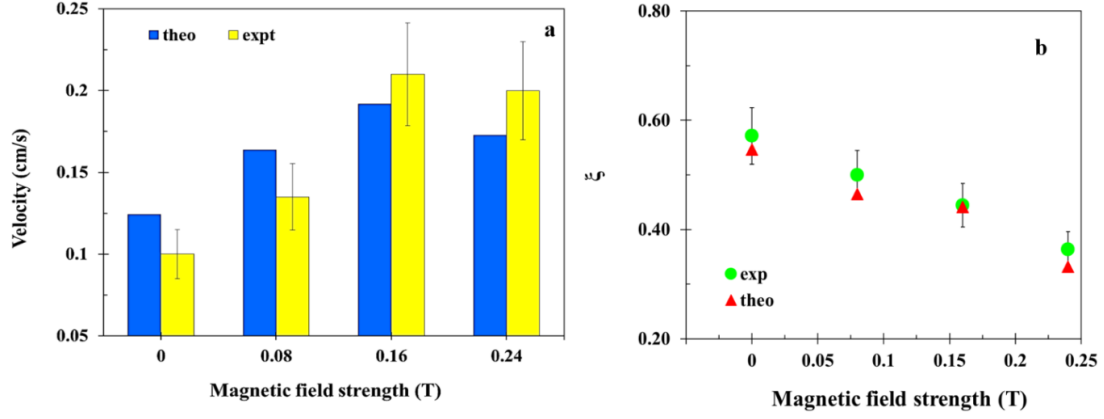 0.25
0.2
0.15
0.1
0.05
Velocity (cm/s)
theo expt
a
0 0.08 0.16 0.24
Magnetic field strength (T)
0.80
0.60
0.40
0.20
ξ
b
exp
theo
0 0.05 0.1 0.15 0.2 0.25
Magnetic field strength (T)